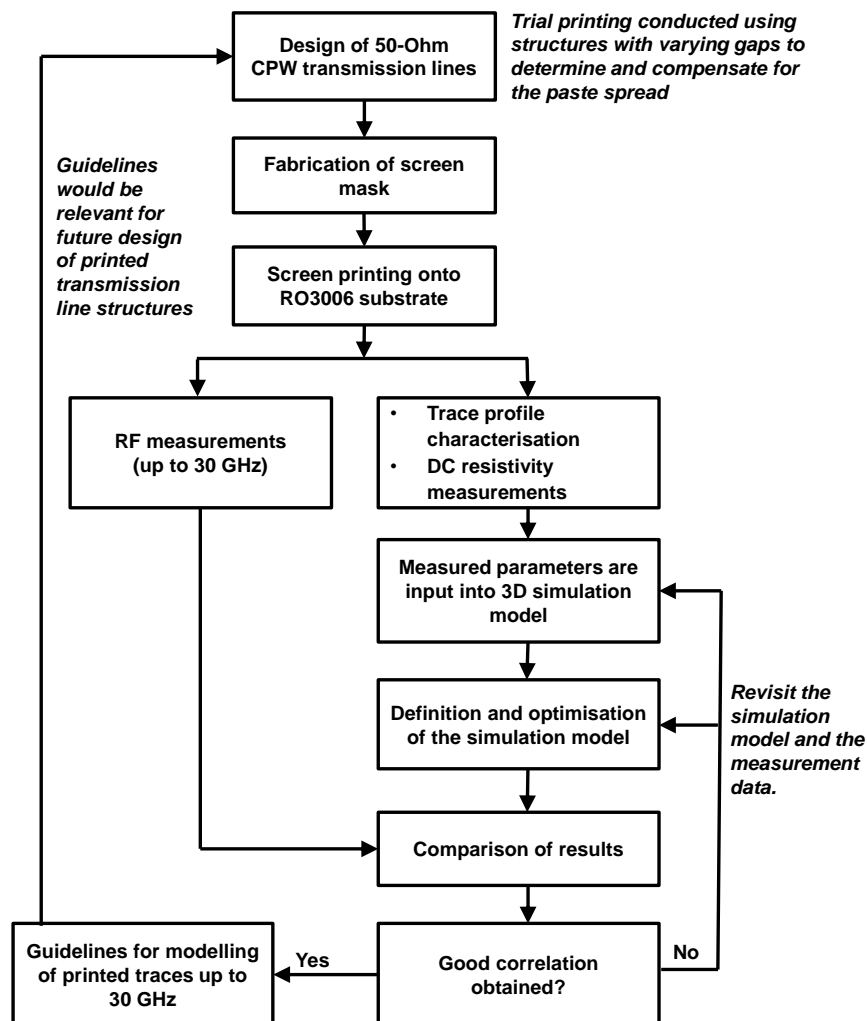 Design of 50-Ohm
CPW transmission lines
Trial printing conducted using
structures with varying gaps to
determine and compensate for
the paste spread
Fabrication of screen
mask
Guidelines
would be
relevant for
future design
of printed
transmission
line structures
Screen printing onto
RO3006 substrate
RF measurements
(up to 30 GHz)
• Trace profile
characterisation
• DC resistivity
measurements
Measured parameters are
input into 3D simulation
model
Definition and optimisation
of the simulation model
Revisit the
simulation
model and the
measurement
data.
Comparison of results
Good correlation
obtained?
No
Yes
Guidelines for modelling
of printed traces up to
30 GHz